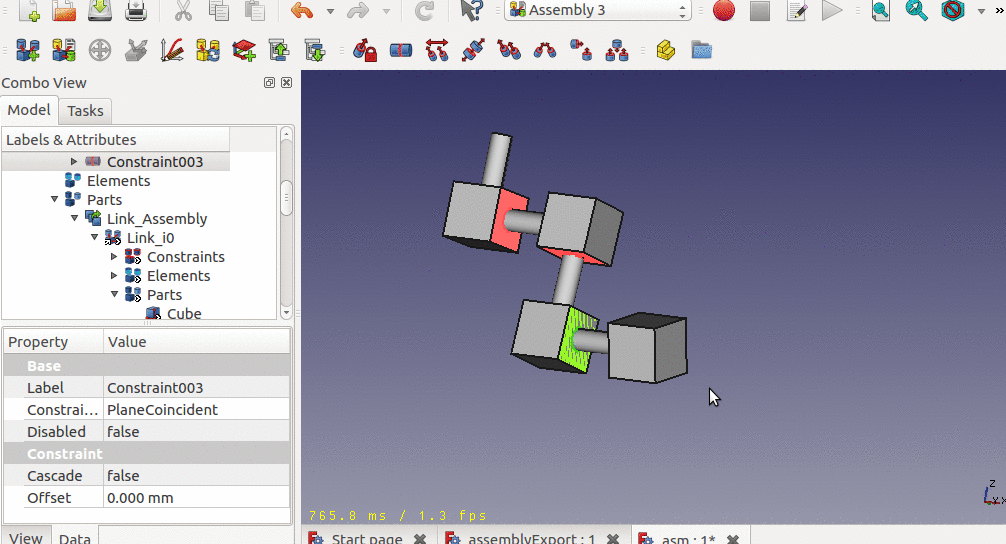 Assembly 3
»
Combo View
Model Tasks
Labels & Attributes
Constraint003
Elements
Parts
Link_Assembly
Link_i0
Constraints
Elements
Parts
Cube
Property Value
Base
Label Constraint003
Constrai... PlaneCoincident
Disabled false
Constraint
Cascade false
Offset 0.000 mm
View Data
765.8 ms / 1.3 fps
z
Y x
Start page assemblyExport : 1 asm : 1*